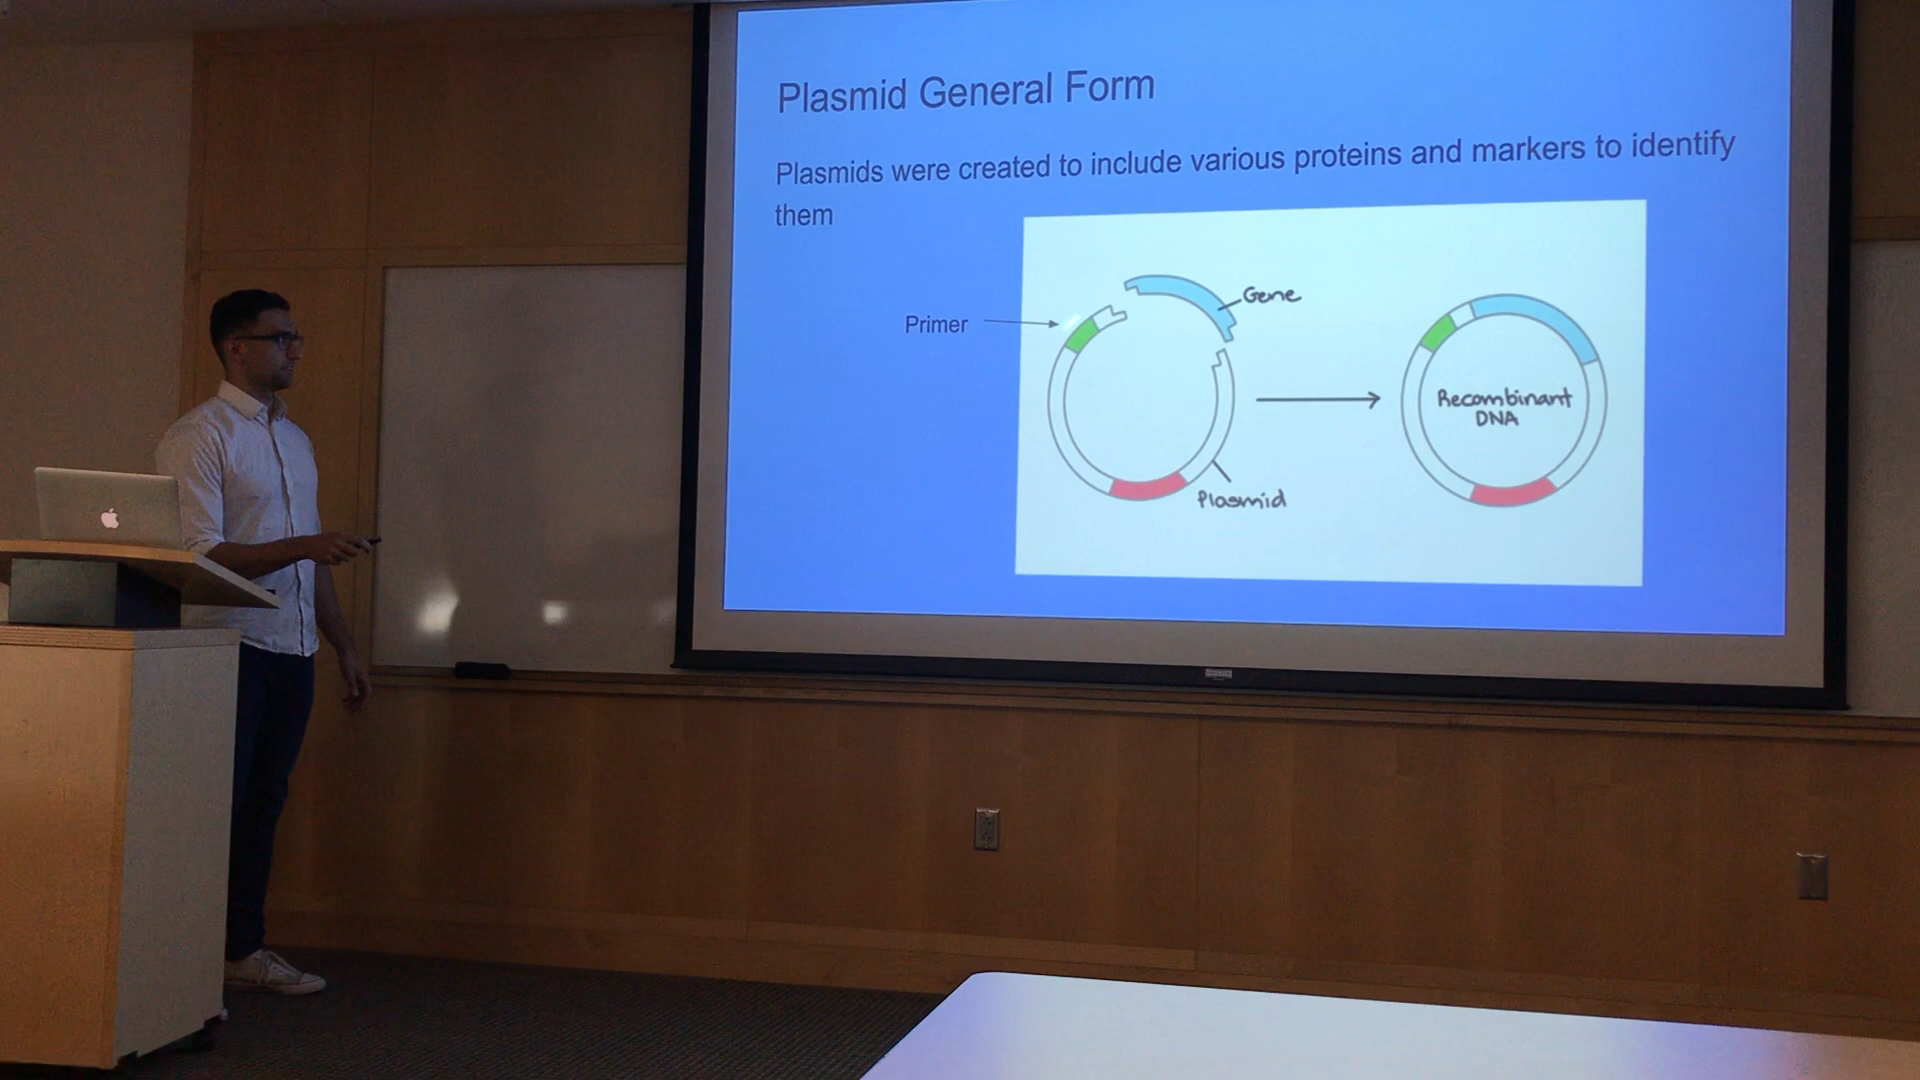 Plasmid General Form
Plasmids were created to include various proteins and markers to identify
them
Gene
Primer
Recombinant
DNA
Plasmid